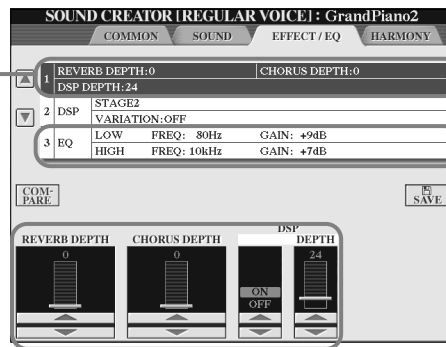 SOUND CREATOR [REGULAR VOICE] : GrandPiano2
COMMON SOUND EFFECT / EQ HARMONY
1 REVERB DEPTH:0 CHORUS DEPTH:0
DSP DEPTH:24
2 DSP STAGE2
VARIATION:OFF
3 EQ LOW FREQ: 80Hz GAIN: +9dB
HIGH FREQ: 10kHz GAIN: +7dB
COM-
PARE
SAVE
DSP
REVERB DEPTH CHORUS DEPTH DEPTH
0 0 24
ON
OFF